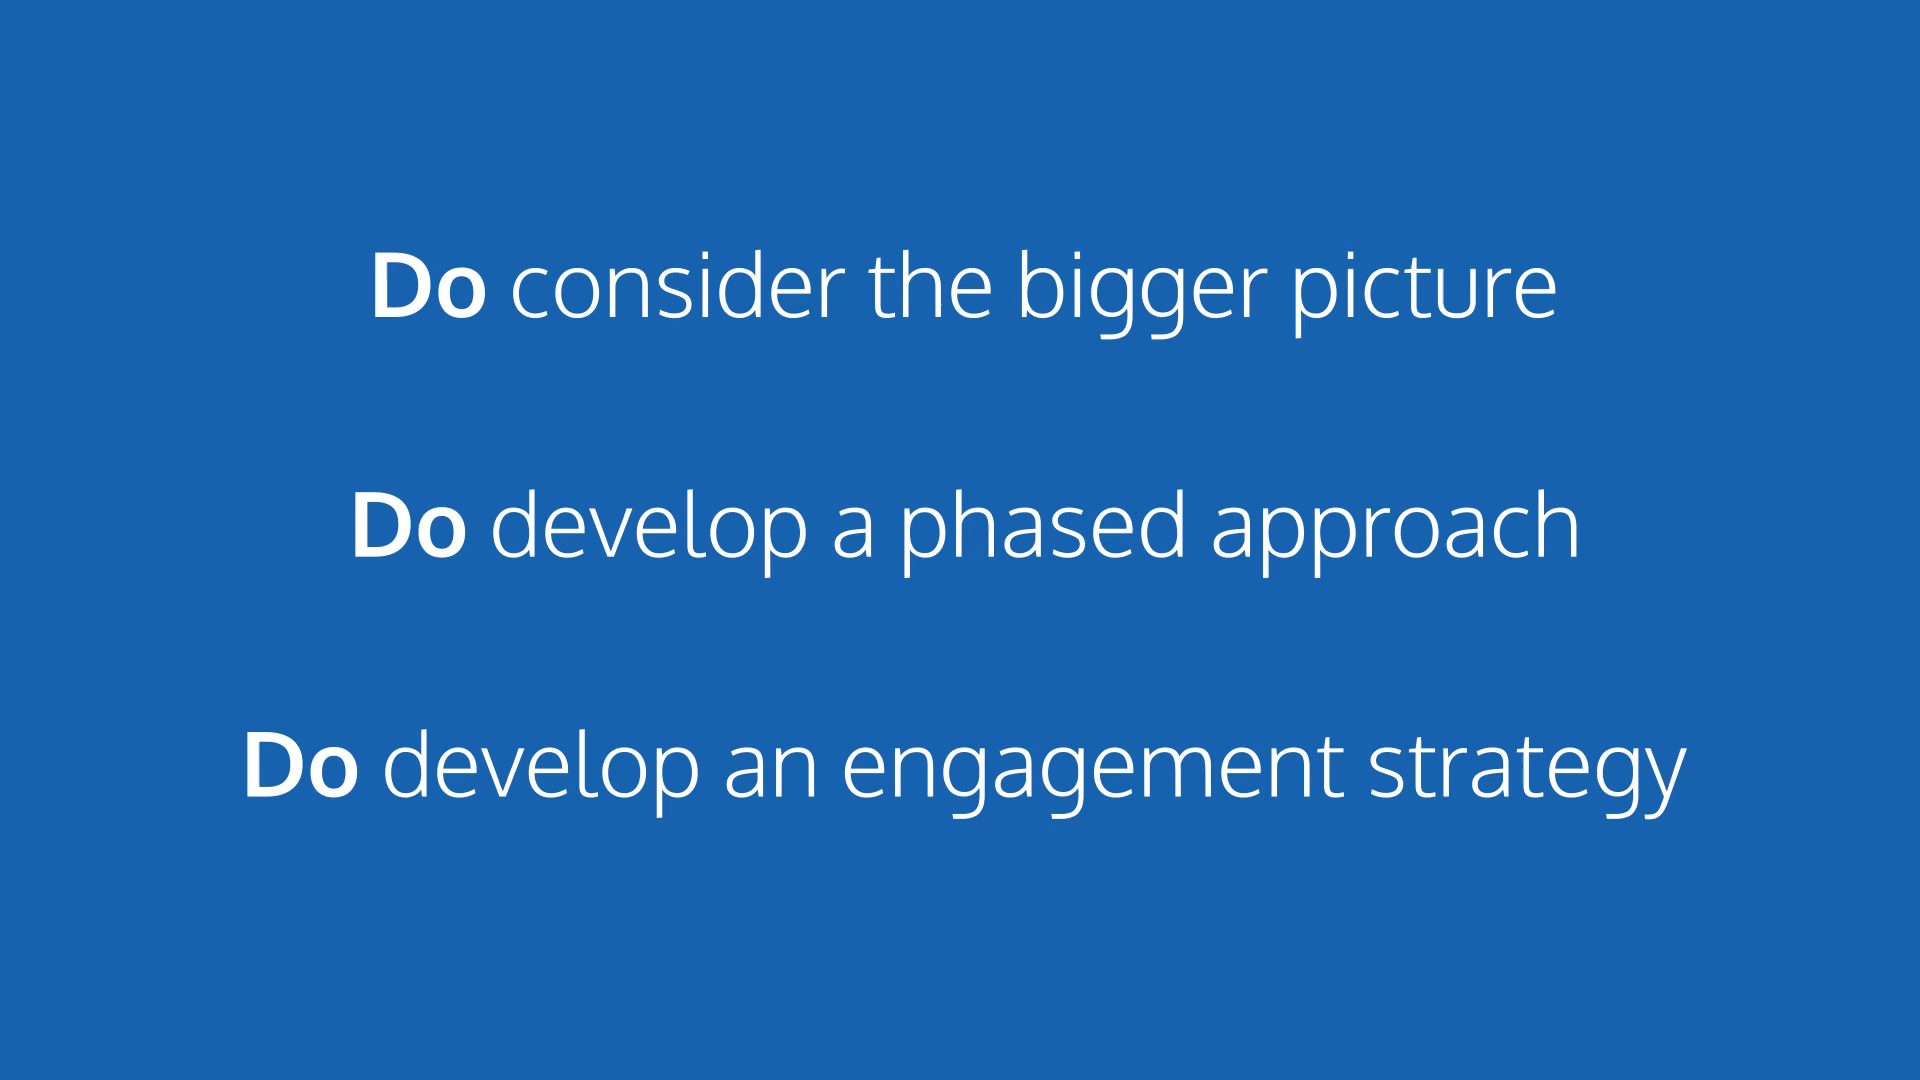 Do consider the bigger picture
Do develop a phased approach
Do develop an engagement strategy